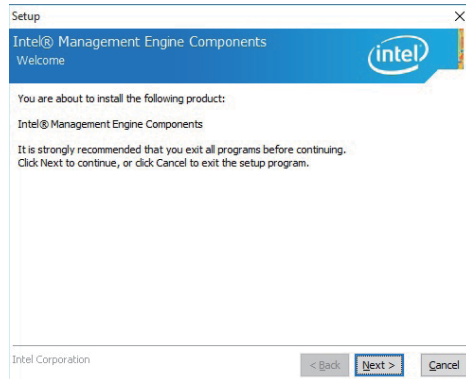 Setup
Intel® Management Engine Components
Welcome
intel
You are about to install the following product:
Intel® Management Engine Components
It is strongly recommended that you exit all programs before continuing.
Click Next to continue, or click Cancel to exit the setup program.
Intel Corporation
< Back
Next >
Cancel